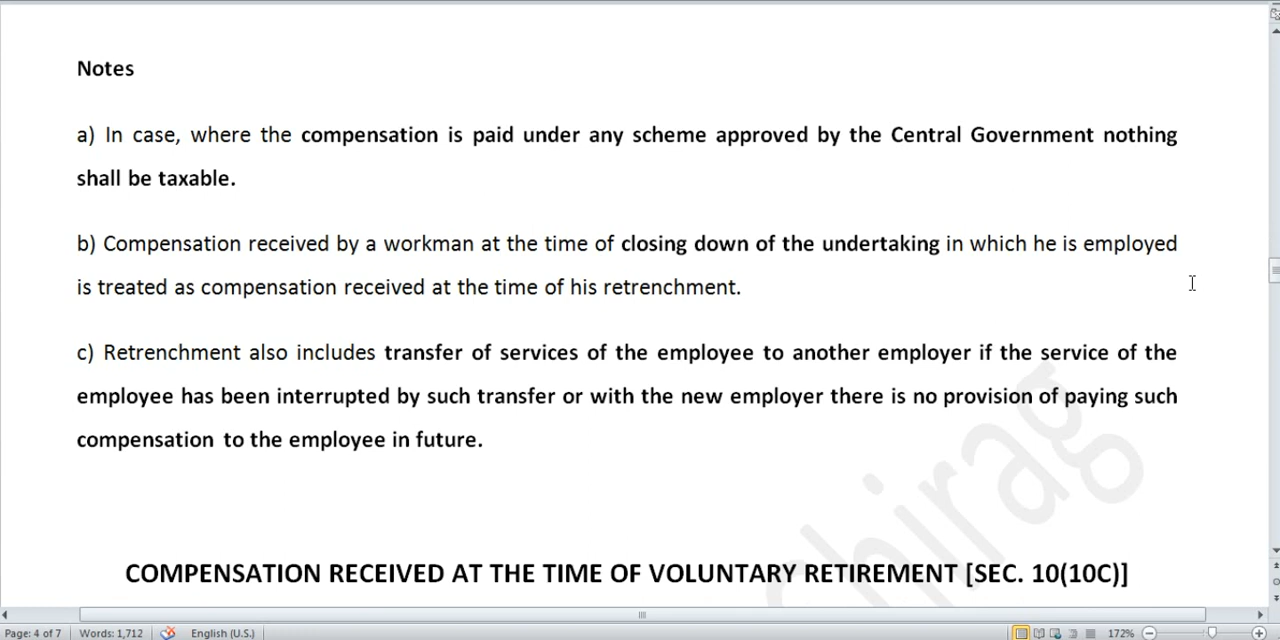 Notes
a) In case, where the compensation is paid under any scheme approved by the Central Government nothing
shall be taxable.
b) Compensation received by a workman at the time of closing down of the undertaking in which he is employed
is treated as compensation received at the time of his retrenchment.
c) Retrenchment also includes transfer of services of the employee to another employer if the service of the
employee has been interrupted by such transfer or with the new employer there is no provision of paying such
compensation to the employee in future.
COMPENSATION RECEIVED AT THE TIME OF VOLUNTARY RETIREMENT [SEC. 10(10C)]
Chirag
Page: 4 of 7 Words: 1,712 English (U.S.) 172%